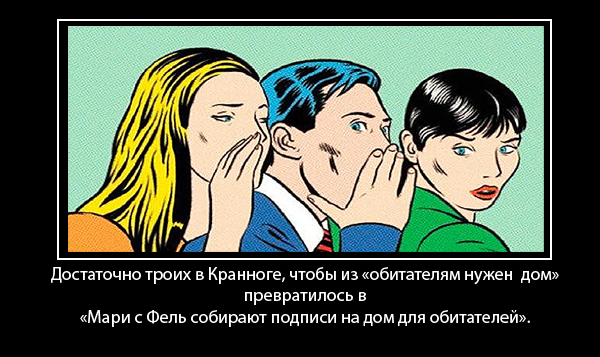 Достаточно троих в Кранноге, чтобы из «обитателям нужен дом»
превратилось в
«Мари с Фель собирают подписи на дом для обитателей».